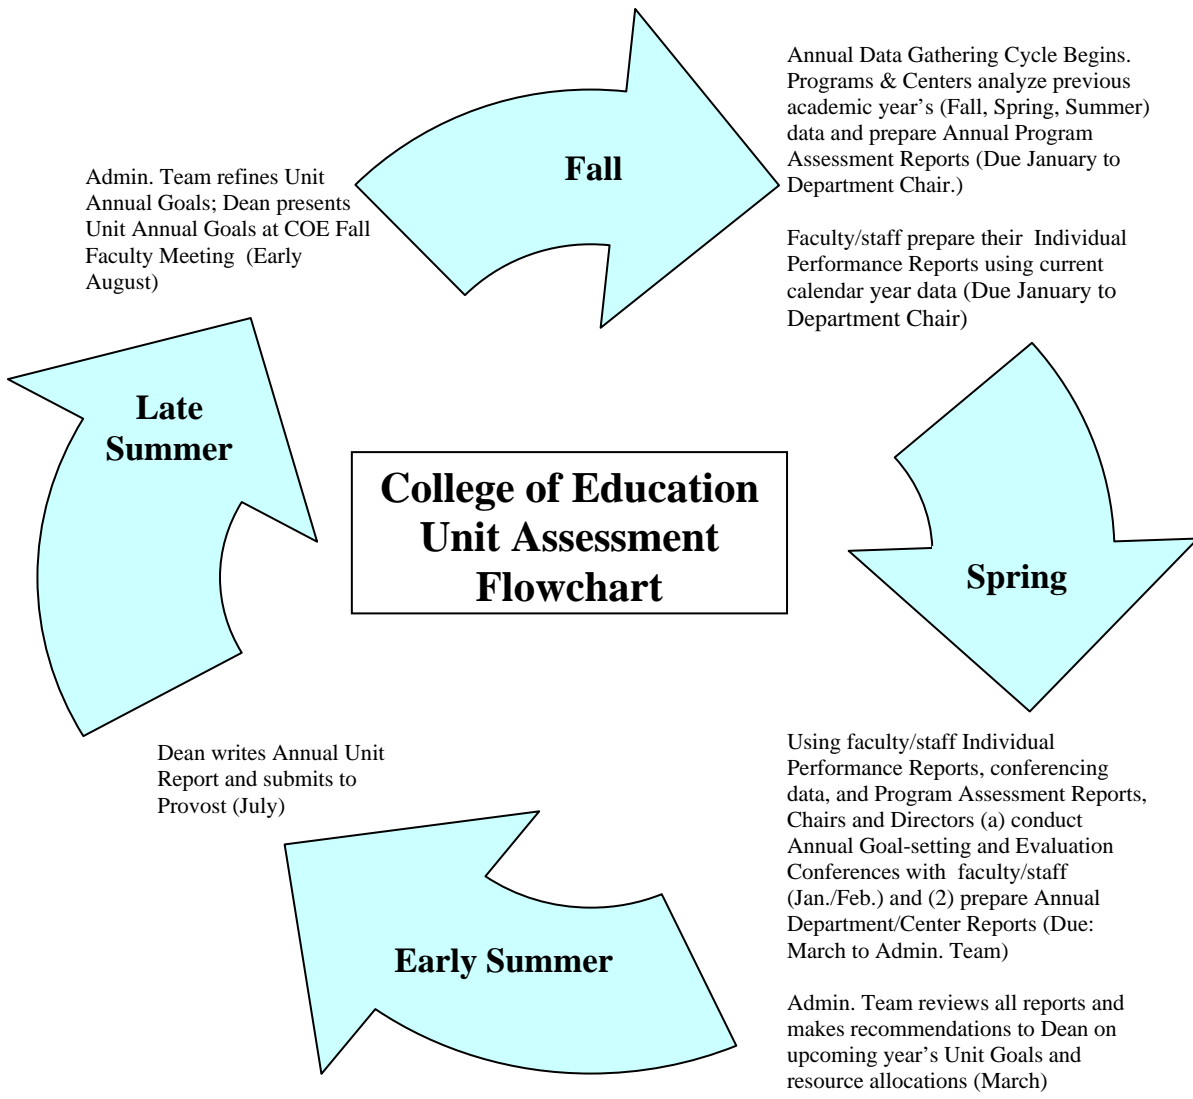 Fall
Annual Data Gathering Cycle Begins.
Programs & Centers analyze previous
academic year's (Fall, Spring, Summer)
data and prepare Annual Program
Assessment Reports (Due January to
Department Chair.)
Faculty/staff prepare their Individual
Performance Reports using current
calendar year data (Due January to
Department Chair)
Spring
Using faculty/staff Individual
Performance Reports, conferencing
data, and Program Assessment Reports,
Chairs and Directors (a) conduct
Annual Goal-setting and Evaluation
Conferences with faculty/staff
(Jan./Feb.) and (2) prepare Annual
Department/Center Reports (Due:
March to Admin. Team)
Admin. Team reviews all reports and
makes recommendations to Dean on
upcoming year's Unit Goals and
resource allocations (March)
Early Summer
Dean writes Annual Unit
Report and submits to
Provost (July)
Late
Summer
Admin. Team refines Unit
Annual Goals; Dean presents
Unit Annual Goals at COE Fall
Faculty Meeting (Early
August)
College of Education
Unit Assessment
Flowchart